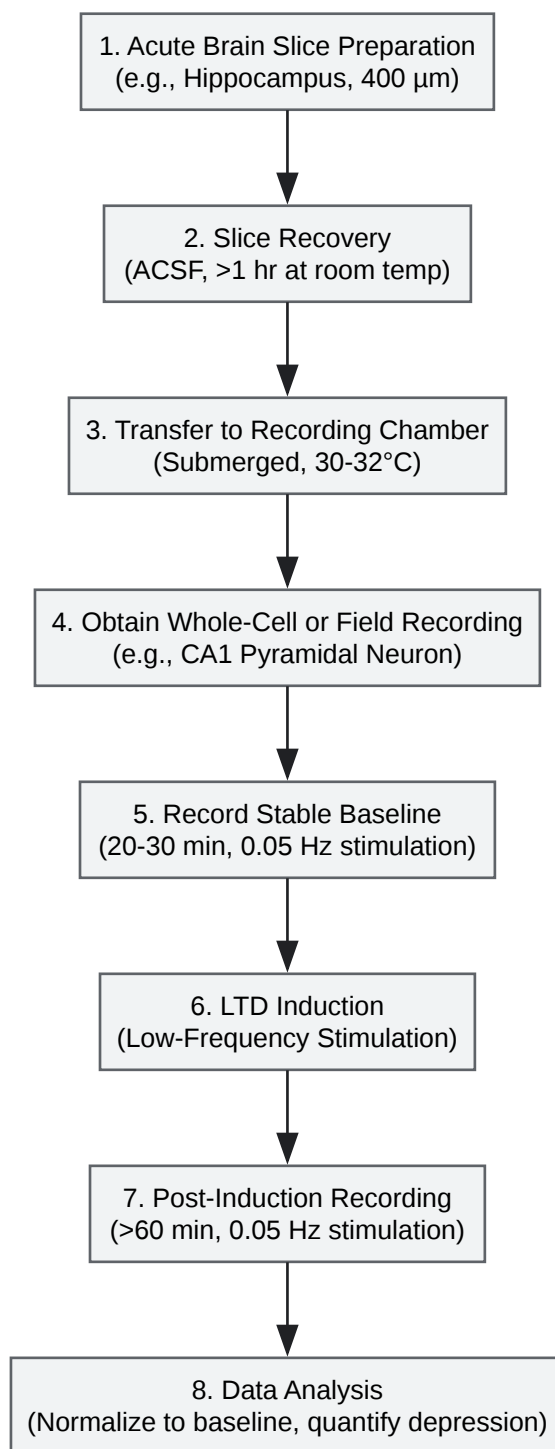 1. Acute Brain Slice Preparation
(e.g., Hippocampus, 400 µm)
2. Slice Recovery
(ACSF, >1 hr at room temp)
3. Transfer to Recording Chamber
(Submerged, 30-32°C)
4. Obtain Whole-Cell or Field Recording
(e.g., CA1 Pyramidal Neuron)
5. Record Stable Baseline
(20-30 min, 0.05 Hz stimulation)
6. LTD Induction
(Low-Frequency Stimulation)
7. Post-Induction Recording
(>60 min, 0.05 Hz stimulation)
8. Data Analysis
(Normalize to baseline, quantify depression)